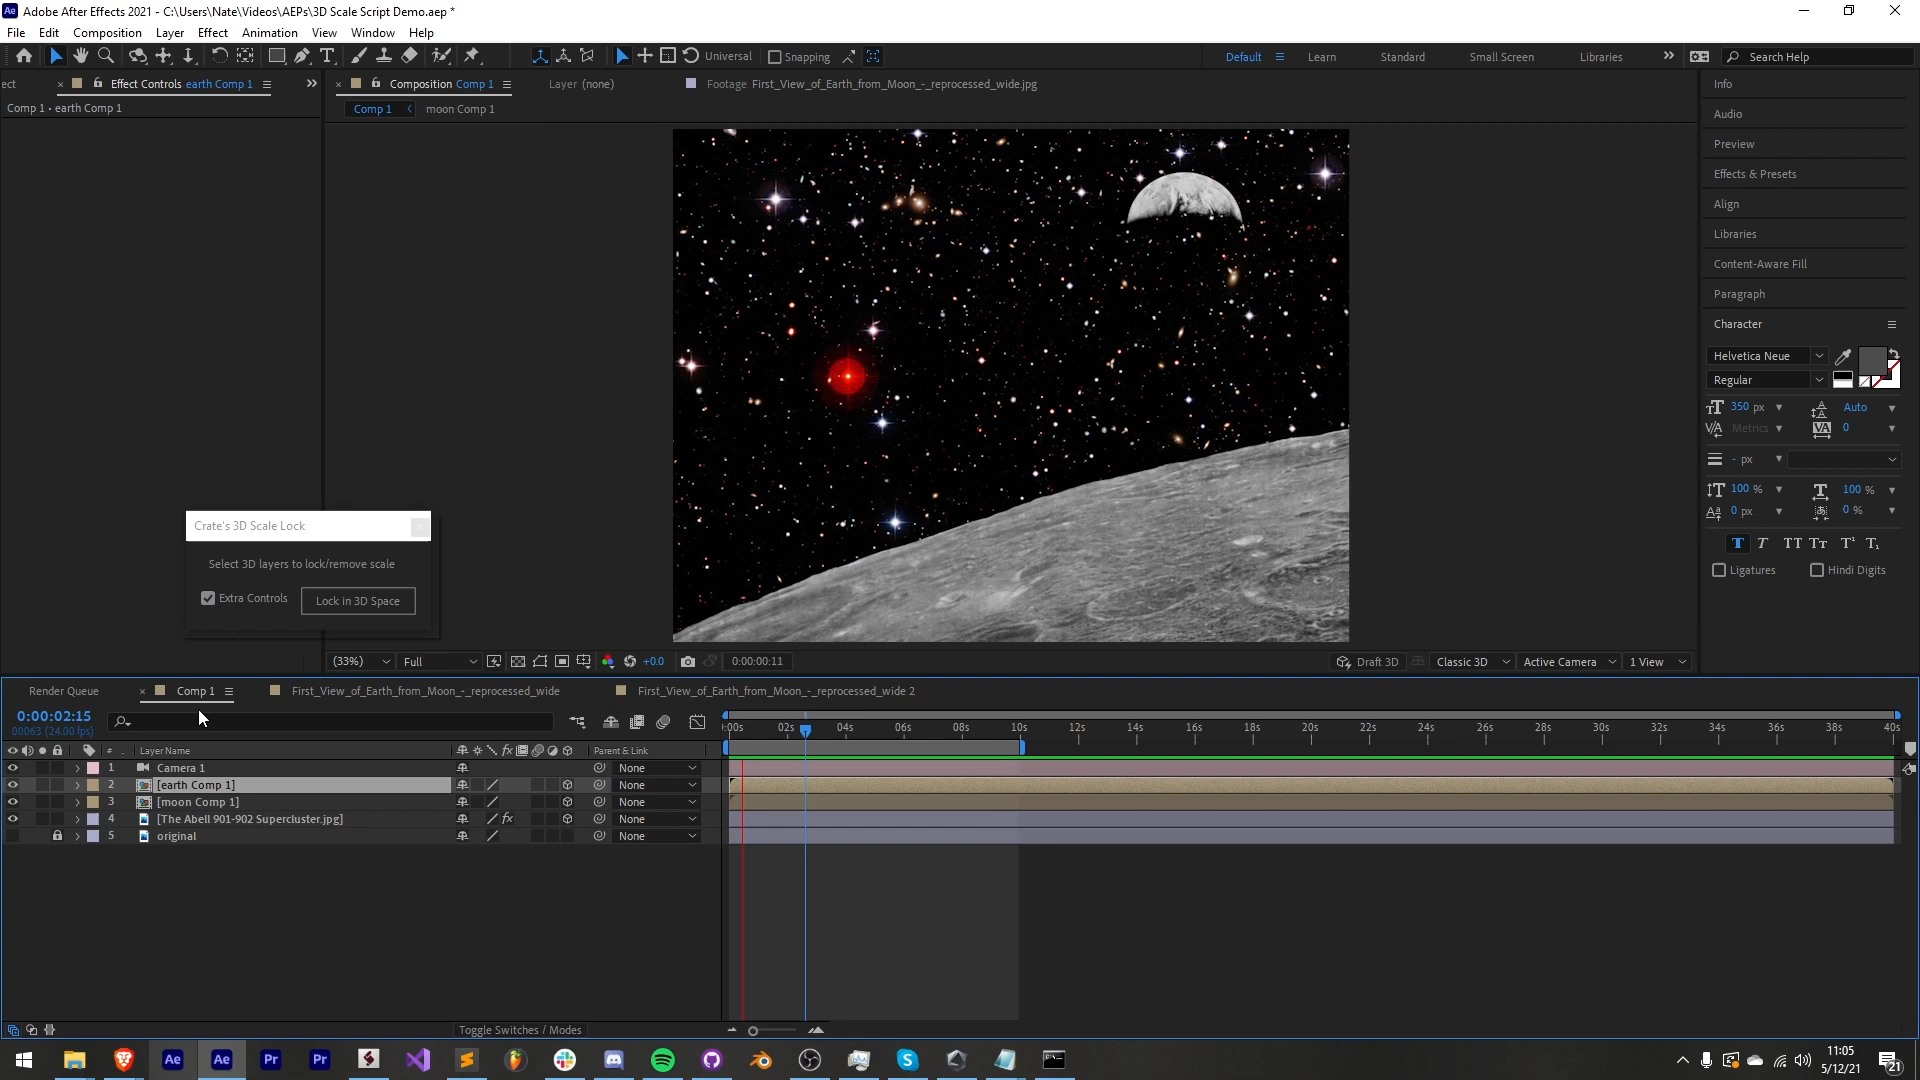 Adobe After Effects 2021 - C:\Users\Nate\Videos\AEPs\3D Scale Script Demo.aep *
File Edit Composition Layer Effect Animation View Window Help
Universal Snapping Default Learn Standard Small Screen Libraries Search Help
ect Effect Controls earth Comp 1 Composition Comp 1 Layer (none) Footage First_View_of_Earth_from_Moon_-_reprocessed_wide.jpg Info
Comp 1 • earth Comp 1 Comp 1 moon Comp 1
Audio
Preview
Effects & Presets
Align
Libraries
Content-Aware Fill
Paragraph
Character
Helvetica Neue
Regular
350 px Auto
Metrics 0
- px
100 % 100 %
0 px 0 %
Ligatures Hindi Digits
Crate's 3D Scale Lock
Select 3D layers to lock/remove scale
Extra Controls Lock in 3D Space
(33%) Full +0.0 0:00:00:11 Draft 3D Classic 3D Active Camera 1 View
Render Queue Comp 1 First_View_of_Earth_from_Moon_-_reprocessed_wide First_View_of_Earth_from_Moon_-_reprocessed_wide 2
0:00:02:15
00063 (24.00 fps)
:00s 02s 04s 06s 08s 10s 12s 14s 16s 18s 20s 22s 24s 26s 28s 30s 32s 34s 36s 38s 40s
# Layer Name Parent & Link
1 Camera 1 None
2 [earth Comp 1] None
3 [moon Comp 1] None
4 [The Abell 901-902 Supercluster.jpg] None
5 original None
Toggle Switches / Modes
11:05
5/12/21
21